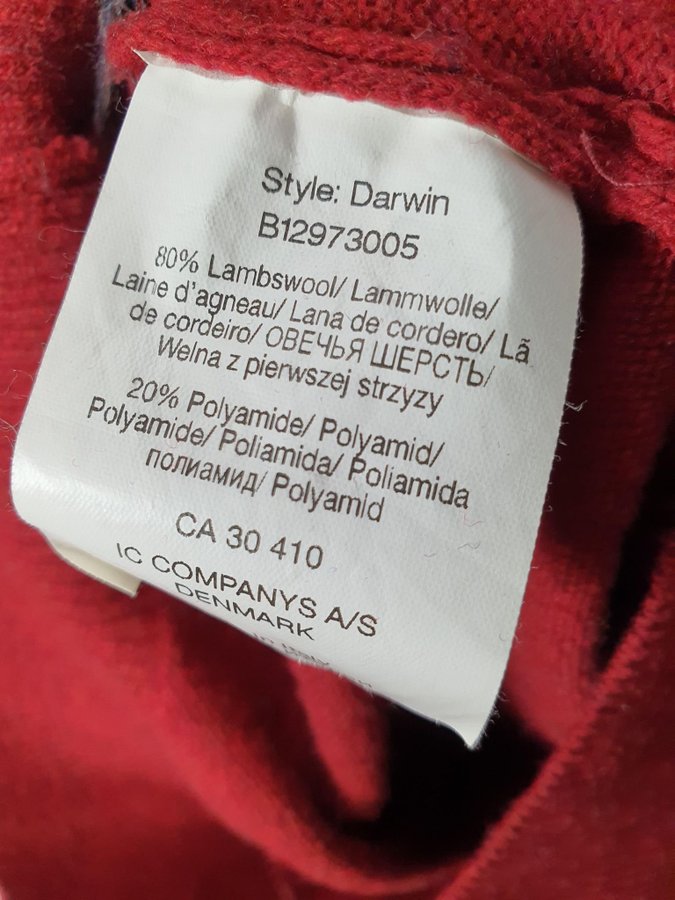 Style: Darwin
B12973005
80% Lambswool/ Lammwolle/
Laine d'agneau/ Lana de cordero/ Lã
de cordeiro/ ОВЕЧЬЯ ШЕРСТЬ/
Welna z pierwszej strzyzy
20% Polyamide/ Polyamid/
Polyamide/ Poliamida/ Poliamida
полиамид/ Polyamid
CA 30 410
IC COMPANYS A/S
DENMARK